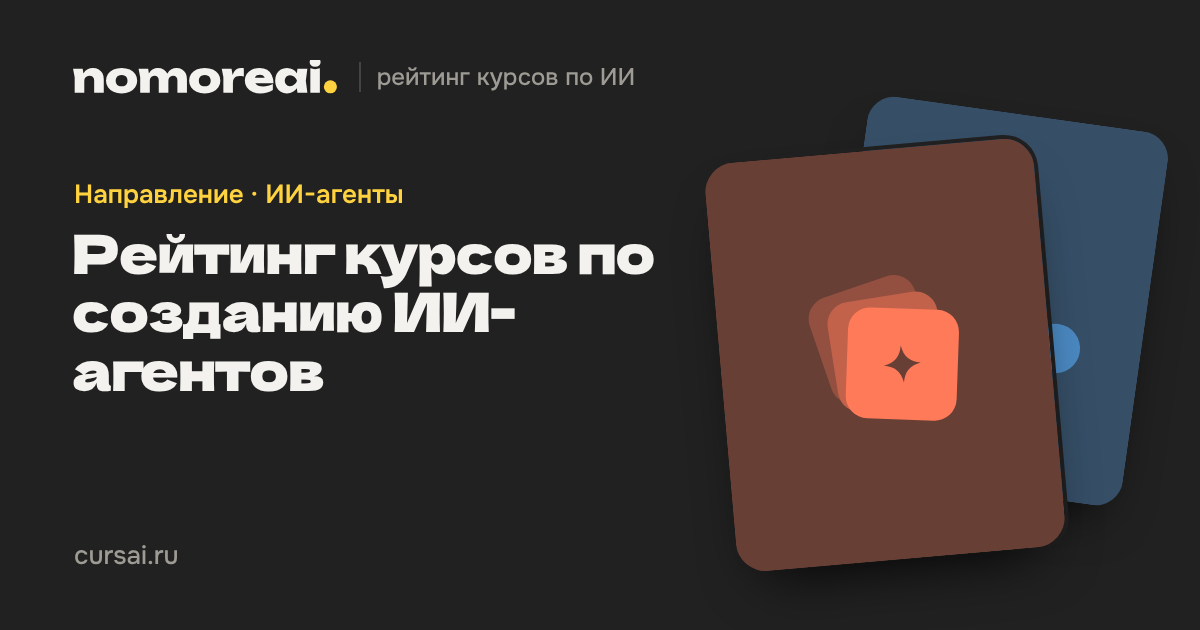 nomoreai. рейтинг курсов по ИИ
Направление · ИИ-агенты
Рейтинг курсов по
созданию ИИ-
агентов
cursai.ru